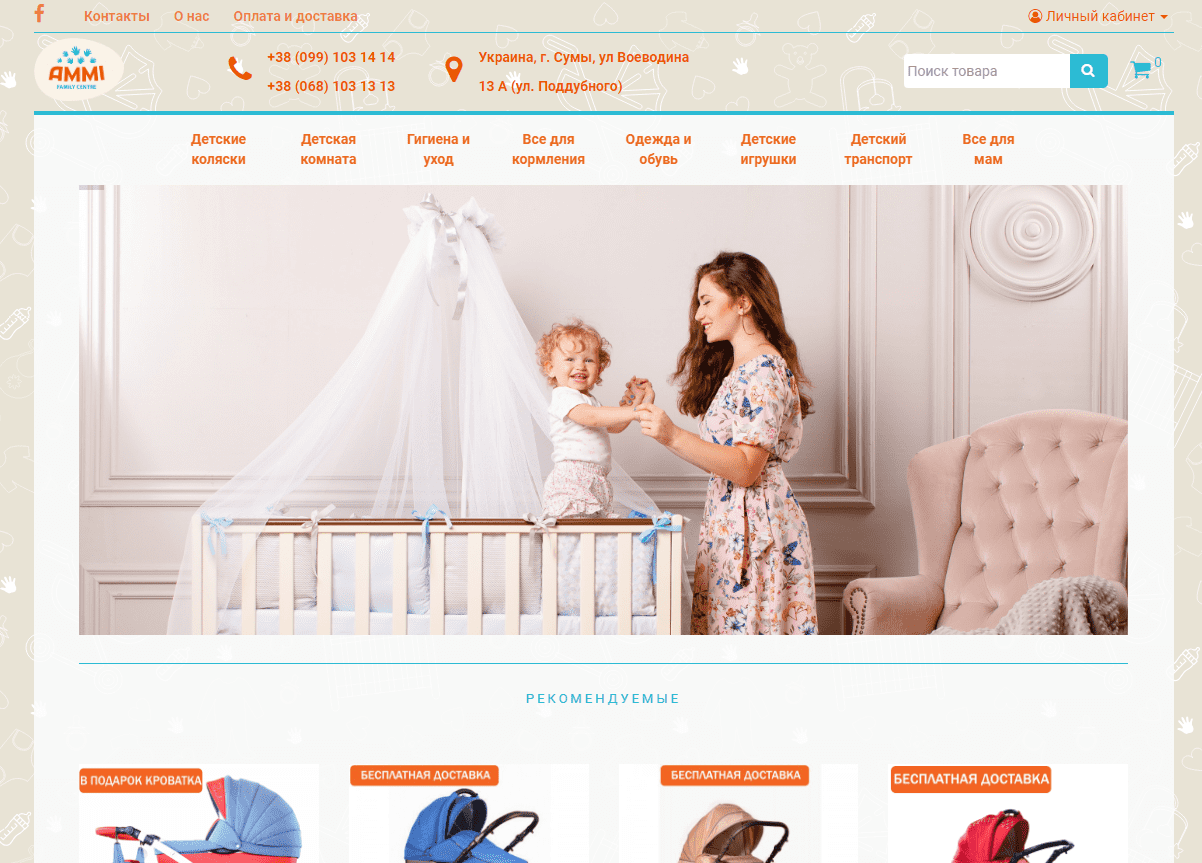 Контакты О нас Оплата и доставка Личный кабинет
AMMI
FAMILY CENTRE
+38 (099) 103 14 14
+38 (068) 103 13 13
Украина, г. Сумы, ул Воеводина
13 А (ул. Поддубного)
Поиск товара
0
Детские коляски
Детская комната
Гигиена и уход
Все для кормления
Одежда и обувь
Детские игрушки
Детский транспорт
Все для мам
РЕКОМЕНДУЕМЫЕ
В ПОДАРОК КРОВАТКА
БЕСПЛАТНАЯ ДОСТАВКА
БЕСПЛАТНАЯ ДОСТАВКА
БЕСПЛАТНАЯ ДОСТАВКА